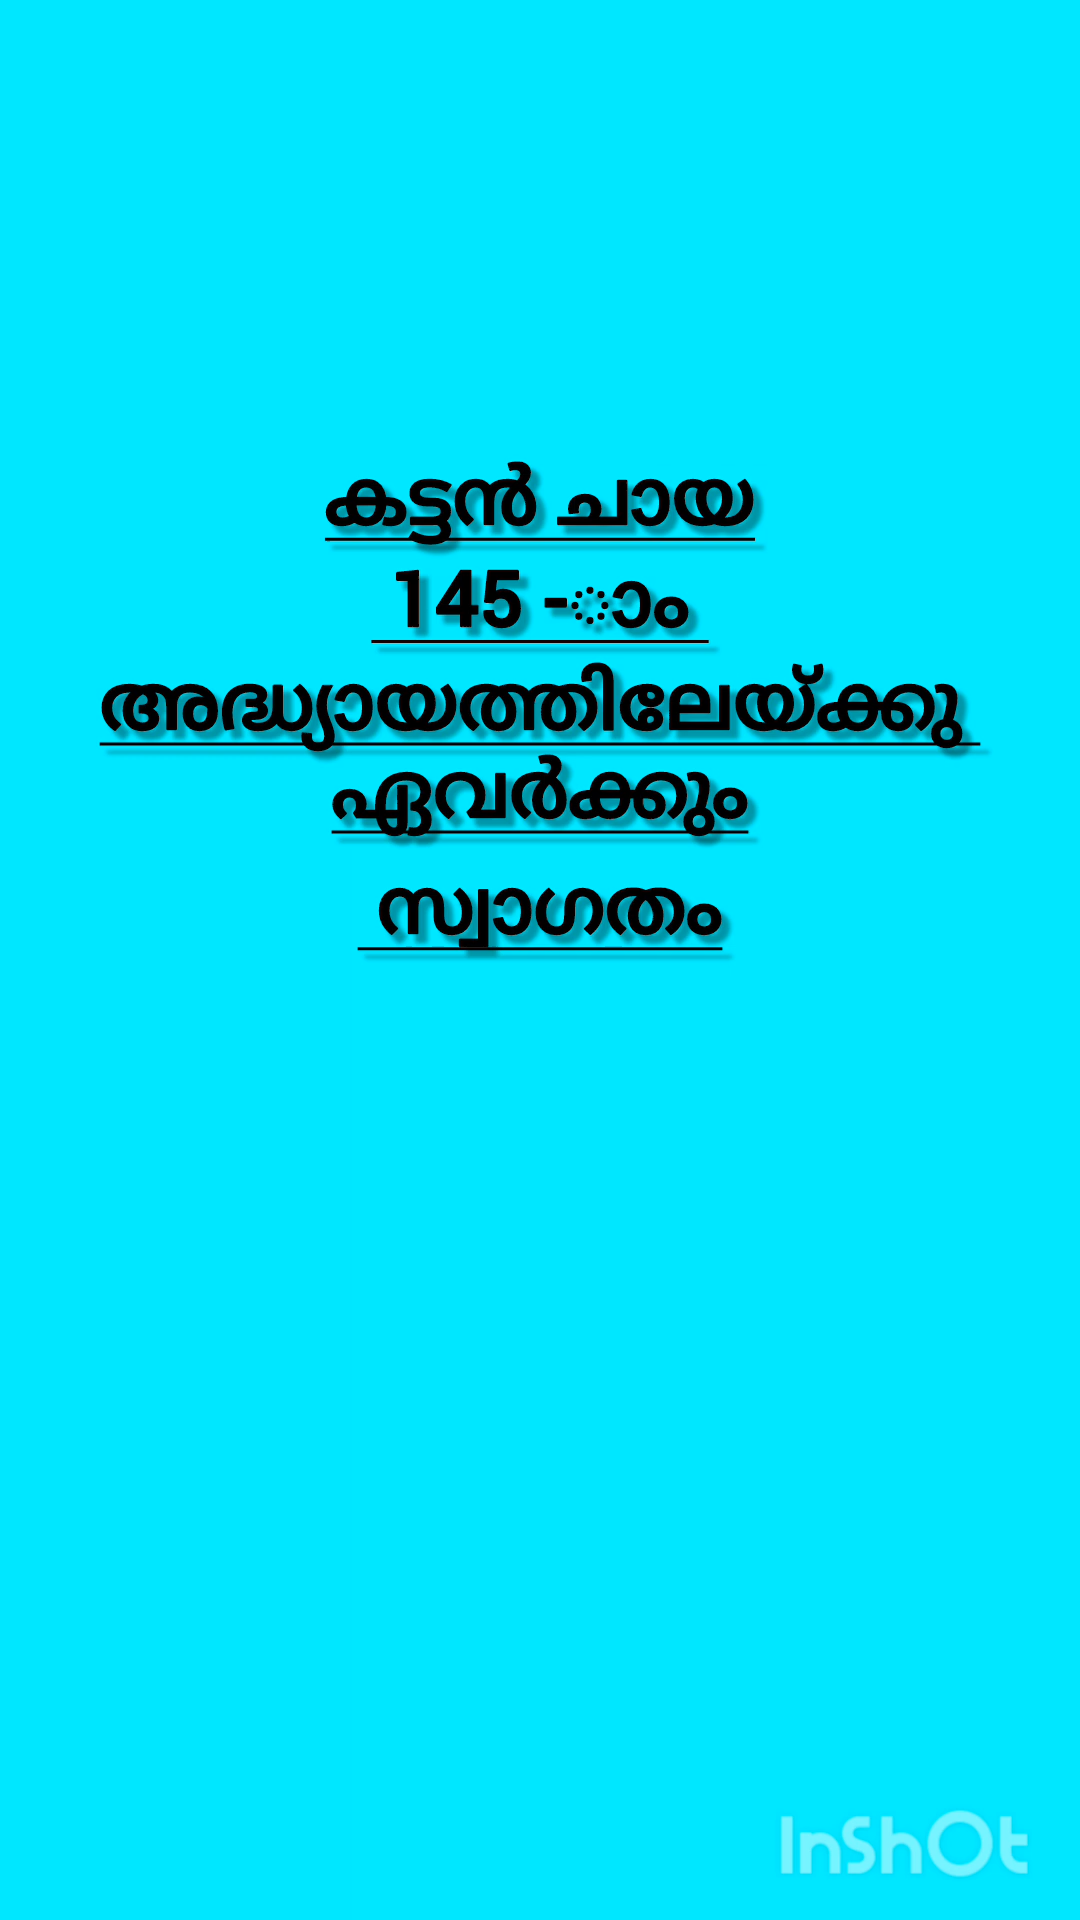 കട്ടൻ ചായ
145 -ാം
അദ്ധ്യായത്തിലേയ്ക്കു
ഏവർക്കും
സ്വാഗതം
InShOt